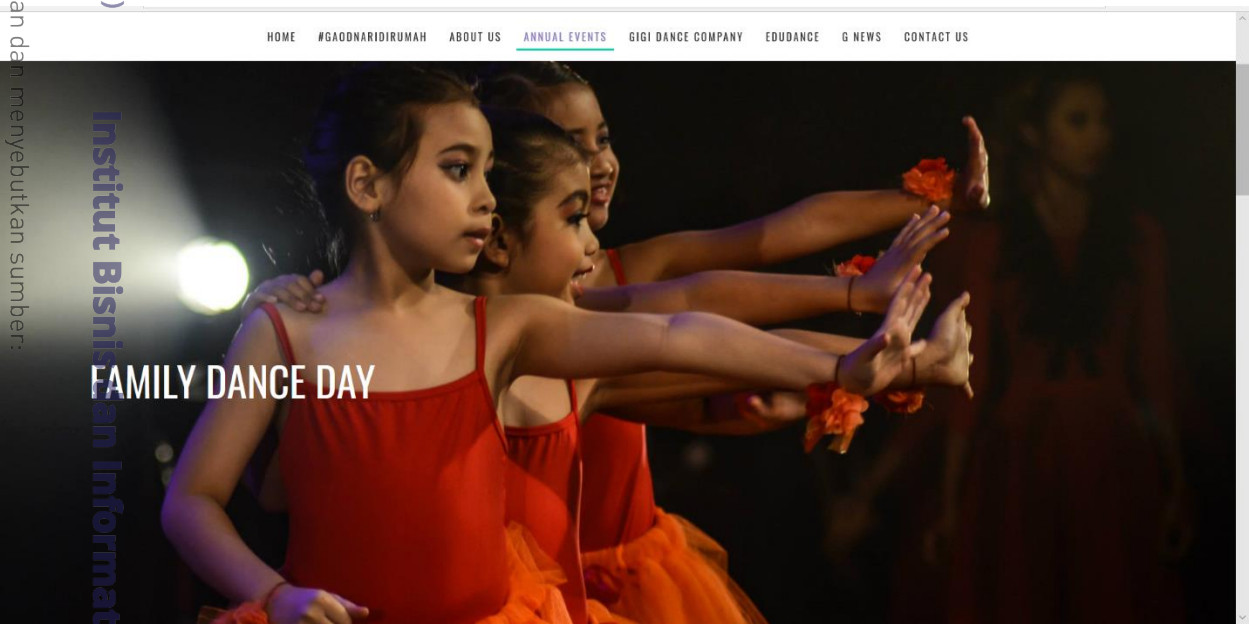 HOME #GAODNARIDIRUMAH ABOUT US ANNUAL EVENTS GIGI DANCE COMPANY EDUDANCE G NEWS CONTACT US
FAMILY DANCE DAY
an dan menyebutkan sumber:
Institut Bisnis dan Informat